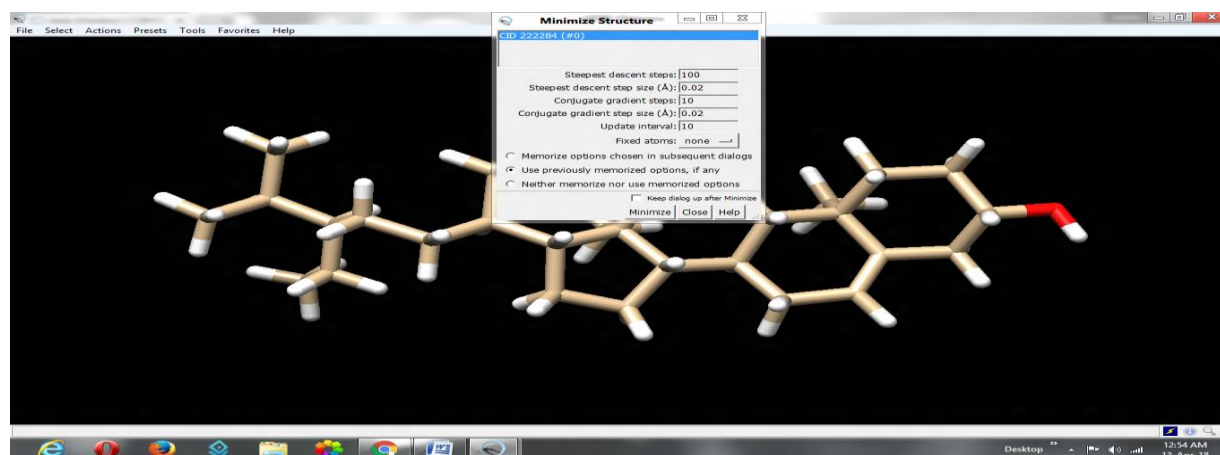 Minimize Structure
File Select Actions Presets Tools Favorites Help
CID 222284 (#0)
Steepest descent steps: 100
Steepest descent step size (Å): 0.02
Conjugate gradient steps: 10
Conjugate gradient step size (Å): 0.02
Update interval: 10
Fixed atoms: none
Memorize options chosen in subsequent dialogs
Use previously memorized options, if any
Neither memorize nor use memorized options
Keep dialog up after Minimize
Minimize Close Help
Desktop
12:54 AM
13-Apr-18